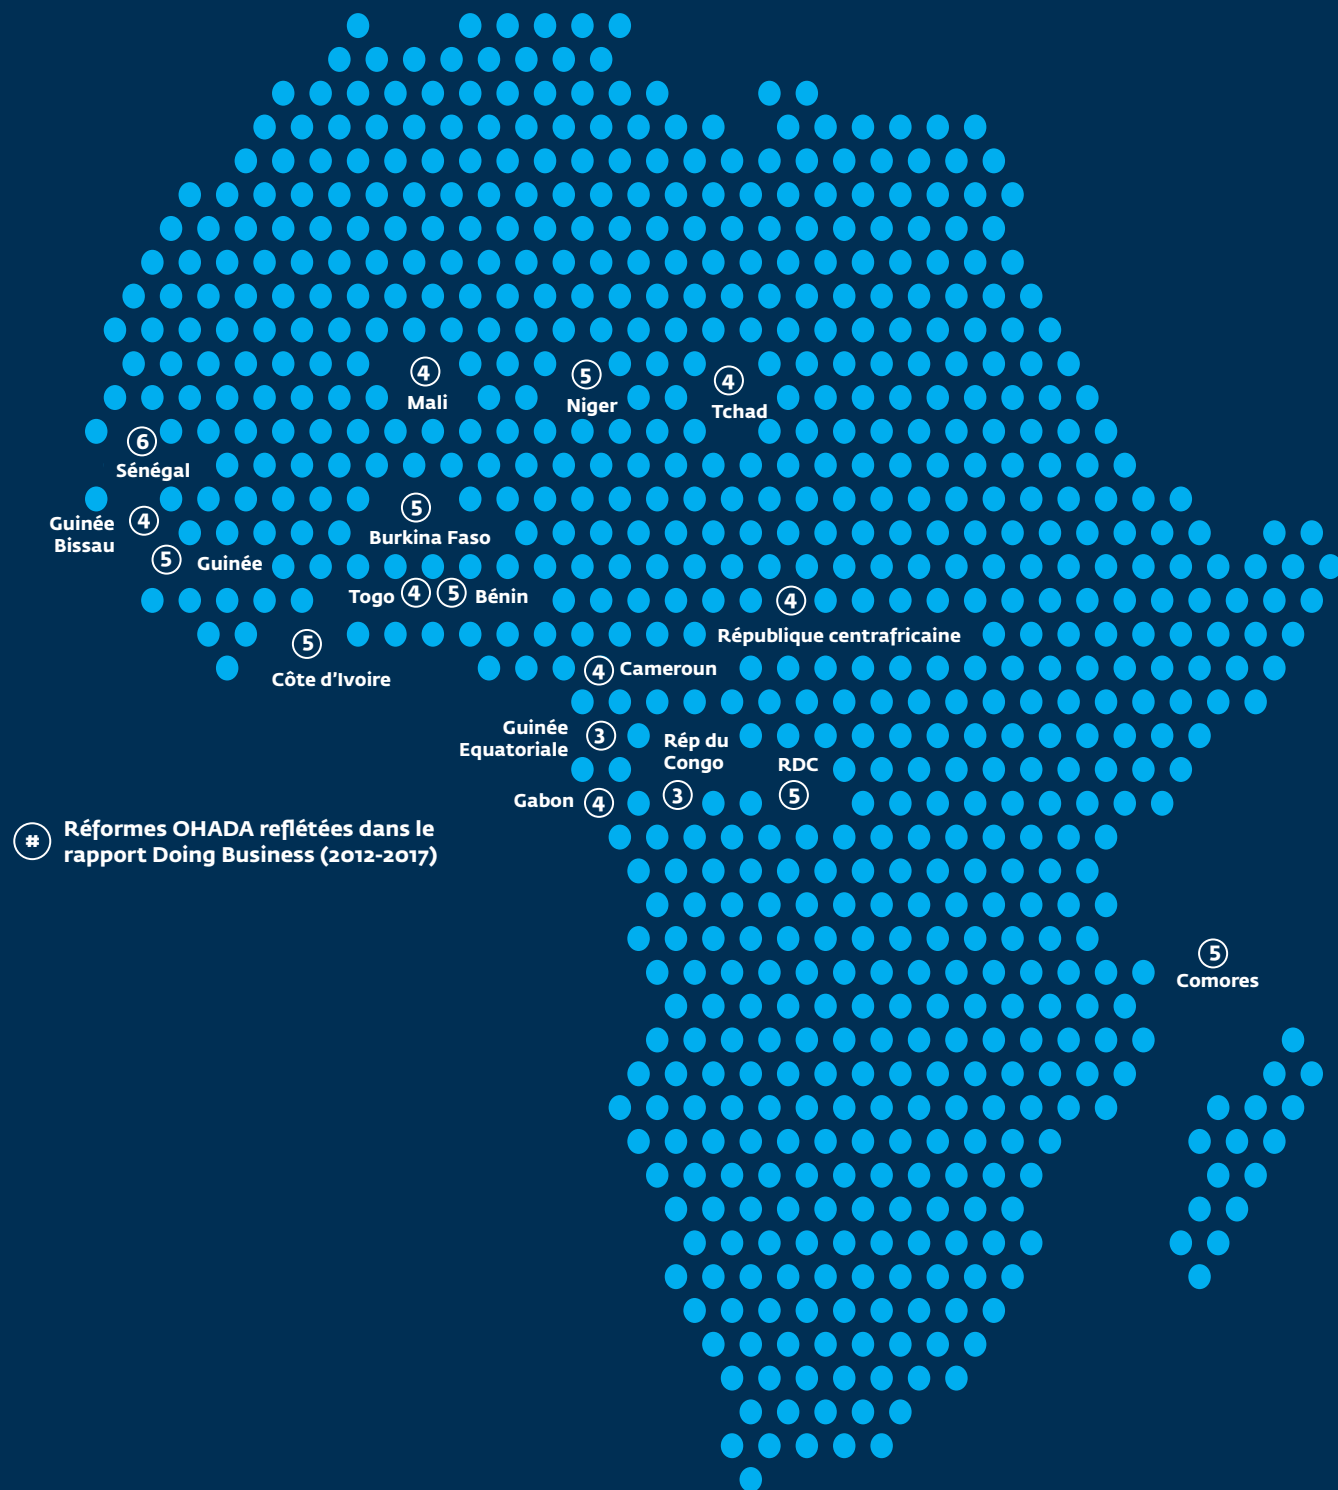 4
Mali
5
Niger
4
Tchad
6
Sénégal
Guinée
Bissau
4
5
Burkina Faso
5 Guinée
Togo 4 5 Bénin
4
République centrafricaine
5
Côte d'Ivoire
4 Cameroun
Guinée
Equatoriale
3
Rép du
Congo
3
RDC
5
Gabon 4
# Réformes OHADA reflétées dans le
rapport Doing Business (2012-2017)
5
Comores